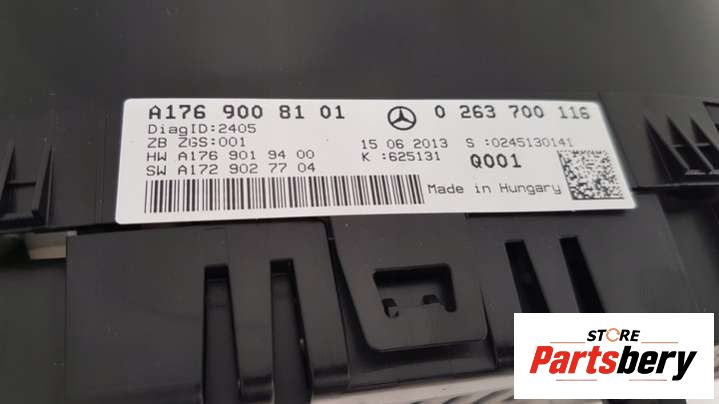 A176 900 81 01 0 263 700 116
DiagID:2405
ZB ZGS:001 15 06 2013 S :0245130141
HW A176 901 94 00 K :625131 Q001
SW A172 902 77 04
Made in Hungary
STORE
Partsbery